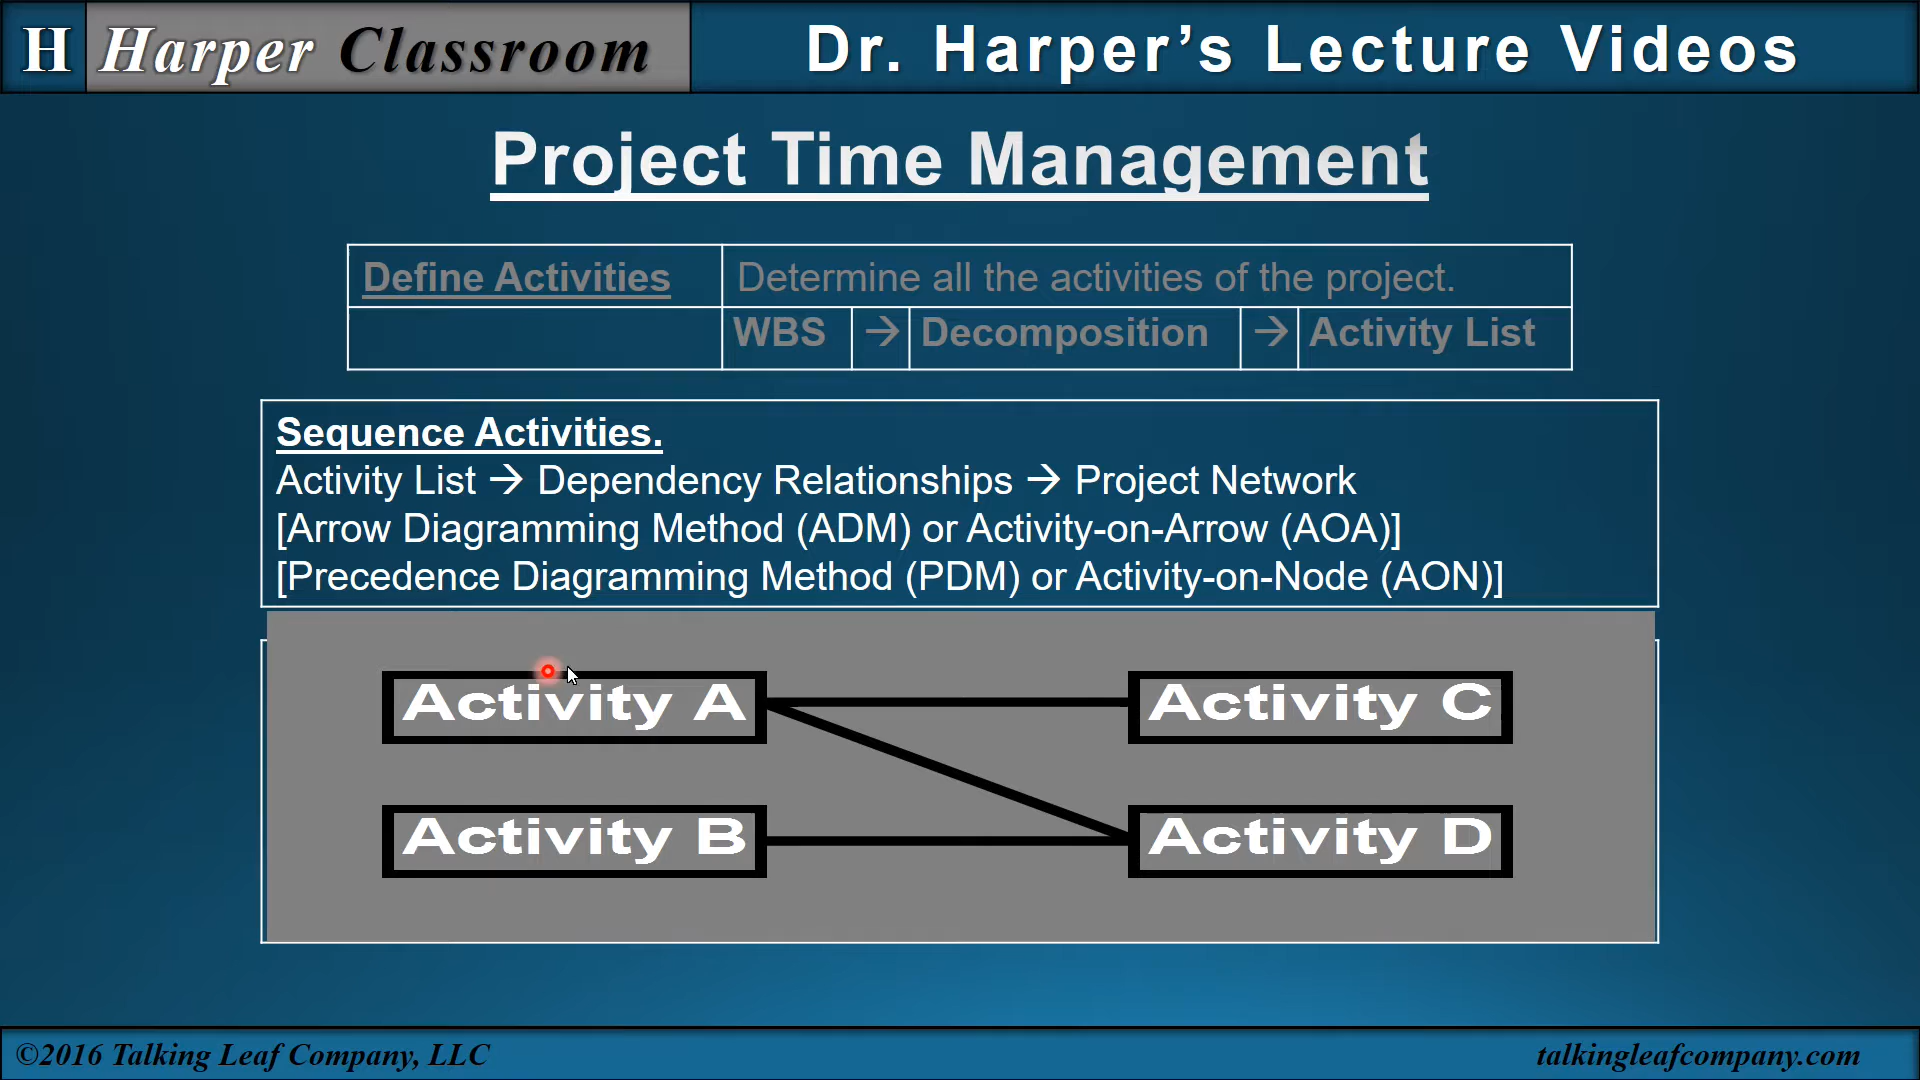 H Harper Classroom Dr. Harper’s Lecture Videos
Project Time Management
Define Activities Determine all the activities of the project.
WBS → Decomposition → Activity List
Sequence Activities.
Activity List → Dependency Relationships → Project Network
[Arrow Diagramming Method (ADM) or Activity-on-Arrow (AOA)]
[Precedence Diagramming Method (PDM) or Activity-on-Node (AON)]
Activity A Activity C
Activity B Activity D
©2016 Talking Leaf Company, LLC talkingleafcompany.com